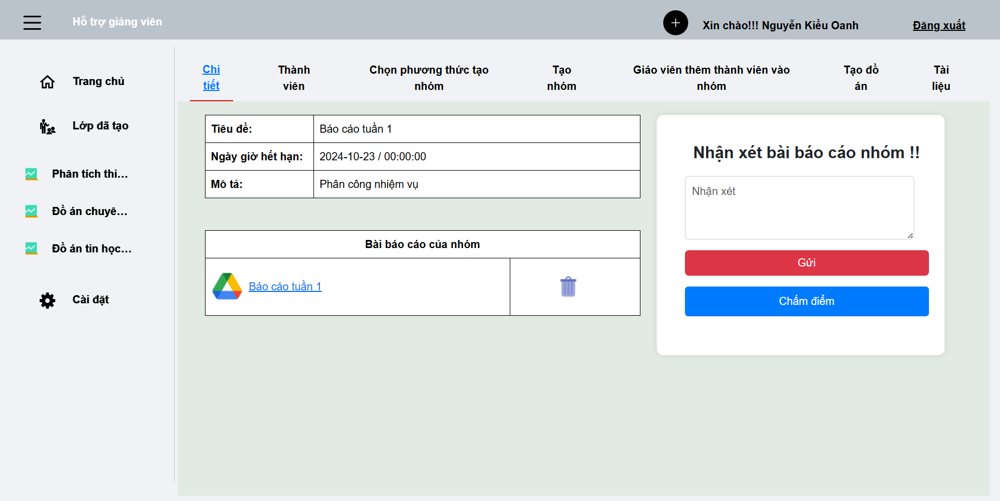 Hỗ trợ giảng viên
Xin chào!!! Nguyễn Kiều Oanh
Đăng xuất
Trang chủ
Lớp đã tạo
Phân tích thi...
Đồ án chuyê...
Đồ án tin học...
Cài đặt
Chi
tiết
Thành
viên
Chọn phương thức tạo
nhóm
Tạo
nhóm
Giáo viên thêm thành viên vào
nhóm
Tạo đồ
án
Tài
liệu
Tiêu đề: Báo cáo tuần 1
Ngày giờ hết hạn: 2024-10-23 / 00:00:00
Mô tả: Phân công nhiệm vụ
Bài báo cáo của nhóm
Báo cáo tuần 1
Nhận xét bài báo cáo nhóm !!
Nhận xét
Gửi
Chấm điểm